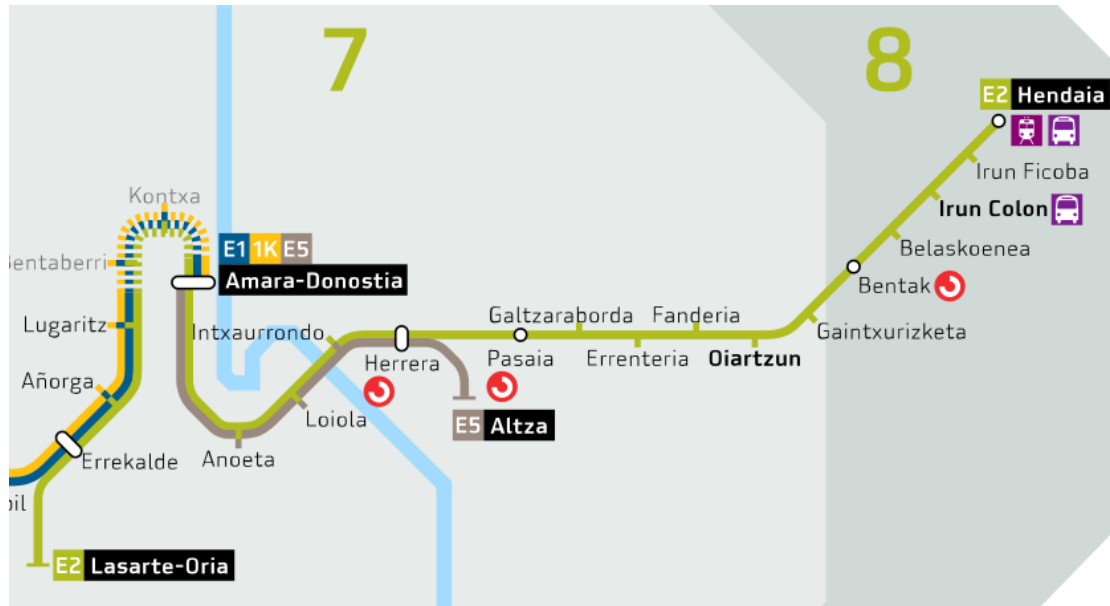 7
8
E2 Hendaia
Irun Ficoba
Irun Colon
Belaskoenea
Bentak
Gaintxurizketa
Kontxa
E1 1K E5
Amara-Donostia
Lugaritz
Intxaurrondo
Galtzaraborda
Fanderia
Herrera
Pasaia
Errenteria
Oiartzun
Añorga
Loiola
E5 Altza
Errekalde
Anoeta
E2 Lasarte-Oria